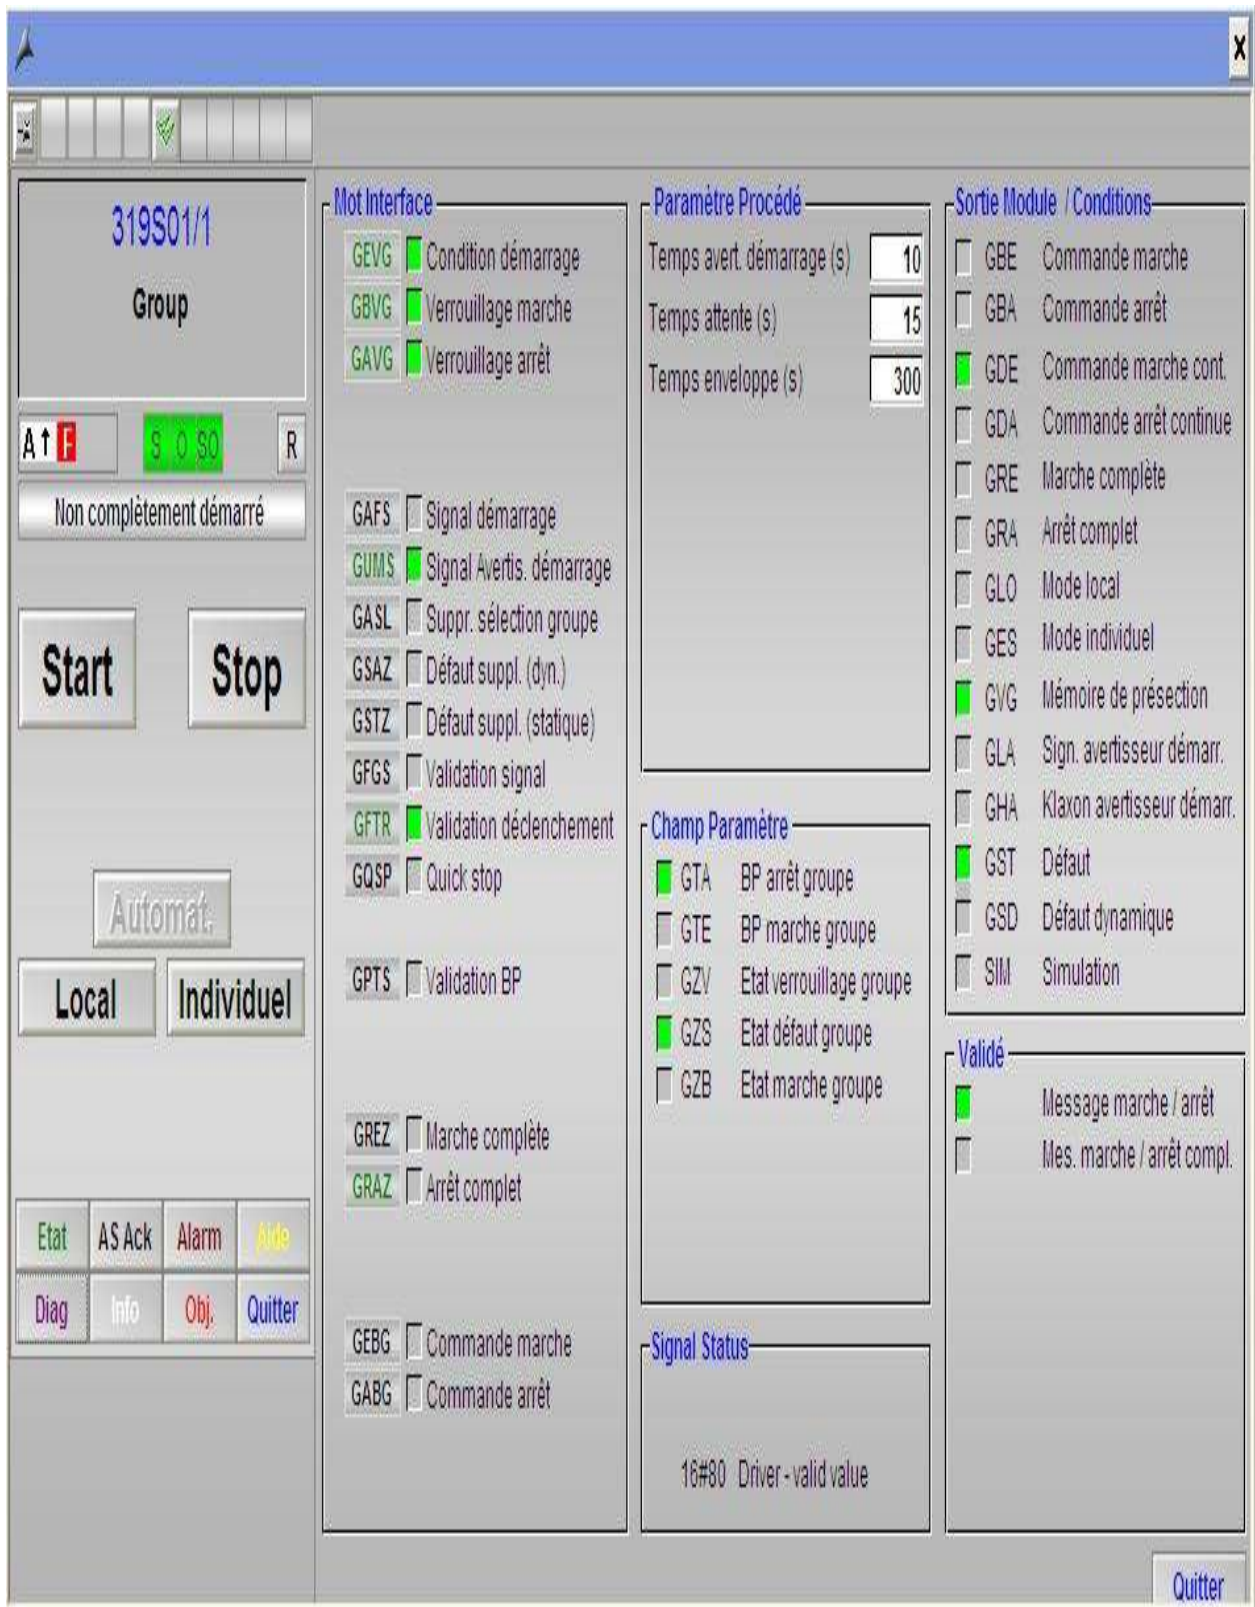 319S01/1
Group
A F
S O SO
R
Non complètement démarré
Start
Stop
Automat.
Local
Individuel
Etat
AS Ack
Alarm
Aide
Diag
Info
Obj.
Quitter
Mot Interface
GEVG Condition démarrage
GBVG Verrouillage marche
GAVG Verrouillage arrêt
GAFS Signal démarrage
GUMS Signal Avertis. démarrage
GASL Suppr. sélection groupe
GSAZ Défaut suppl. (dyn.)
GSTZ Défaut suppl. (statique)
GFGS Validation signal
GFTR Validation déclenchement
GQSP Quick stop
GPTS Validation BP
GREZ Marche complète
GRAZ Arrêt complet
GEBG Commande marche
GABG Commande arrêt
Paramètre Procédé
Temps avert. démarrage (s) 10
Temps attente (s) 15
Temps enveloppe (s) 300
Champ Paramètre
GTA BP arrêt groupe
GTE BP marche groupe
GZV Etat verrouillage groupe
GZS Etat défaut groupe
GZB Etat marche groupe
Signal Status
16#80 Driver - valid value
Sortie Module / Conditions
GBE Commande marche
GBA Commande arrêt
GDE Commande marche cont.
GDA Commande arrêt continue
GRE Marche complète
GRA Arrêt complet
GLO Mode local
GES Mode individuel
GVG Mémoire de présection
GLA Sign. avertisseur démarr.
GHA Klaxon avertisseur démarr.
GST Défaut
GSD Défaut dynamique
SIM Simulation
Validé
Message marche / arrêt
Mes. marche / arrêt compl.
Quitter